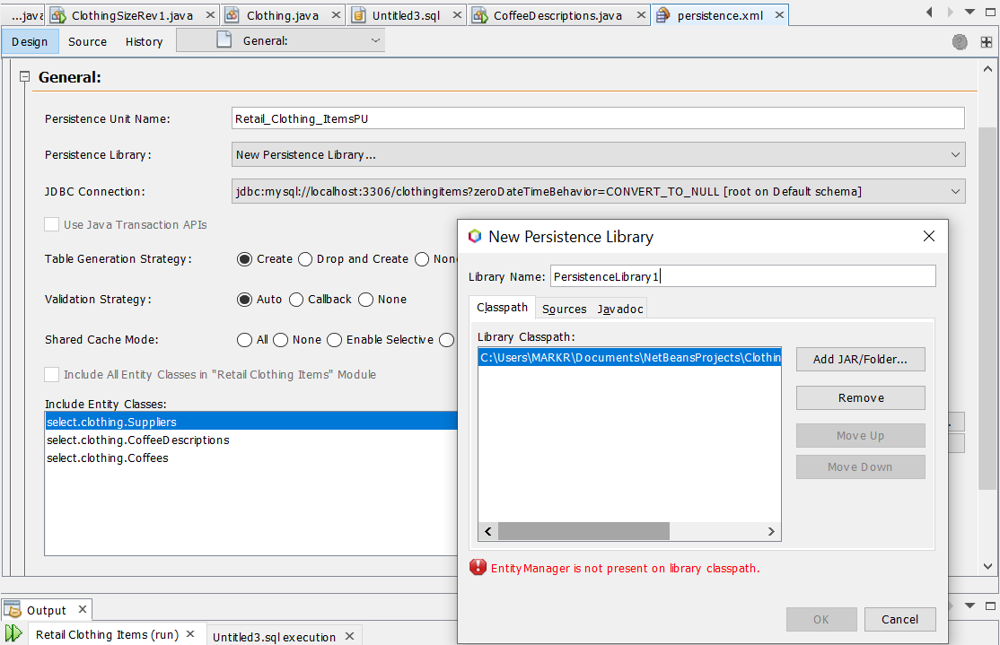 ...java
ClothingSizeRev1.java
Clothing.java
Untitled3.sql
CoffeeDescriptions.java
persistence.xml
Design
Source
History
General:
General:
Persistence Unit Name:
Retail_Clothing_ItemsPU
Persistence Library:
New Persistence Library...
JDBC Connection:
jdbc:mysql://localhost:3306/clothingitems?zeroDateTimeBehavior=CONVERT_TO_NULL [root on Default schema]
Use Java Transaction APIs
Table Generation Strategy:
Create
Drop and Create
Non
Validation Strategy:
Auto
Callback
None
Shared Cache Mode:
All
None
Enable Selective
Include All Entity Classes in "Retail Clothing Items" Module
Include Entity Classes:
select.clothing.Suppliers
select.clothing.CoffeeDescriptions
select.clothing.Coffees
New Persistence Library
Library Name:
PersistenceLibrary1
Classpath
Sources
Javadoc
Library Classpath:
C:\Users\MARKR\Documents\NetBeansProjects\Clothin
Add JAR/Folder...
Remove
Move Up
Move Down
EntityManager is not present on library classpath.
OK
Cancel
Output
Retail Clothing Items (run)
Untitled3.sql execution